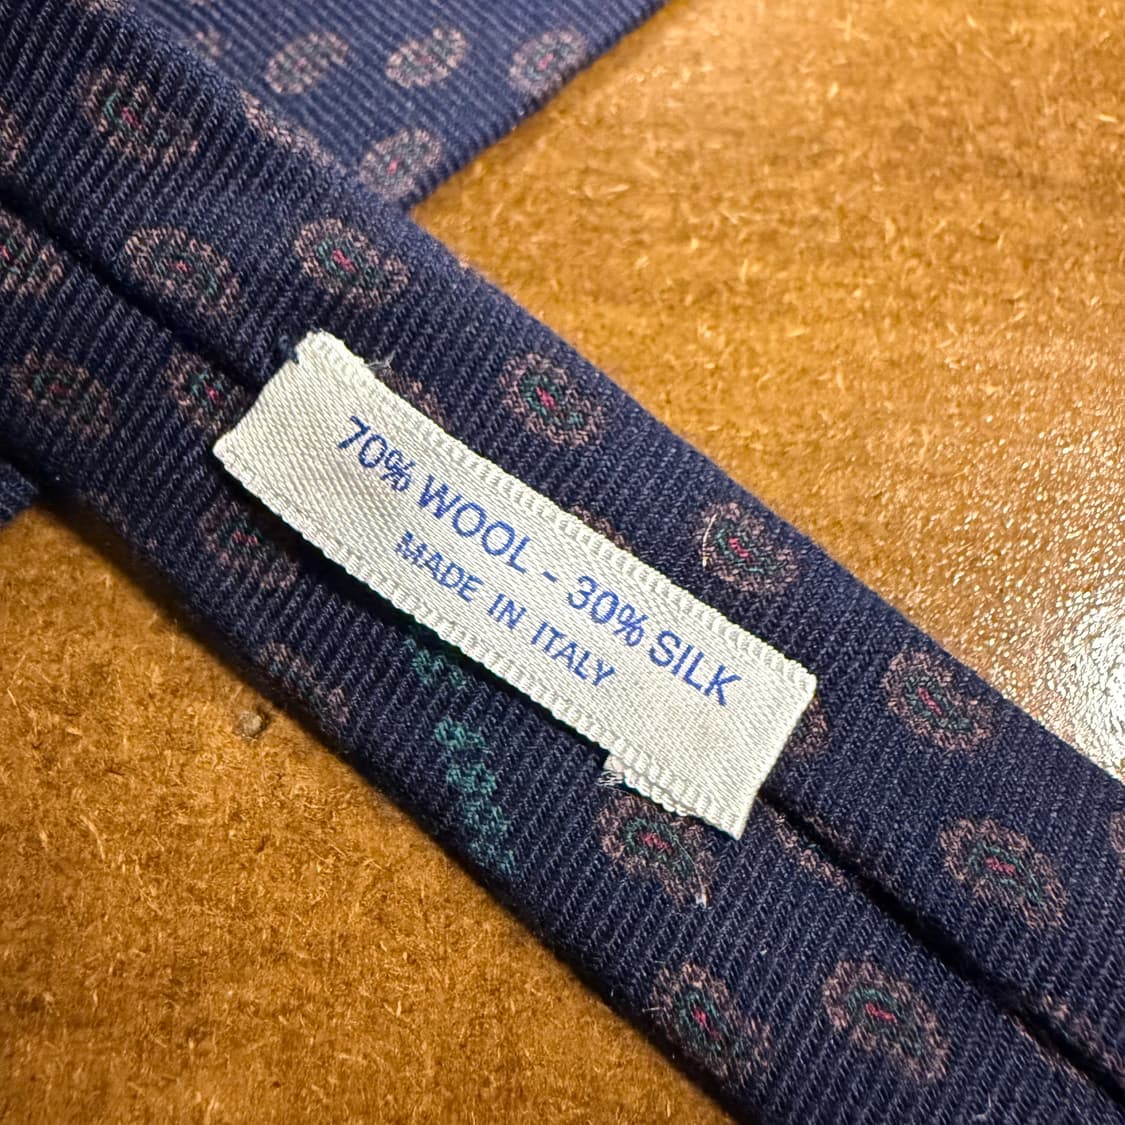 70% WOOL - 30% SILK
MADE IN ITALY